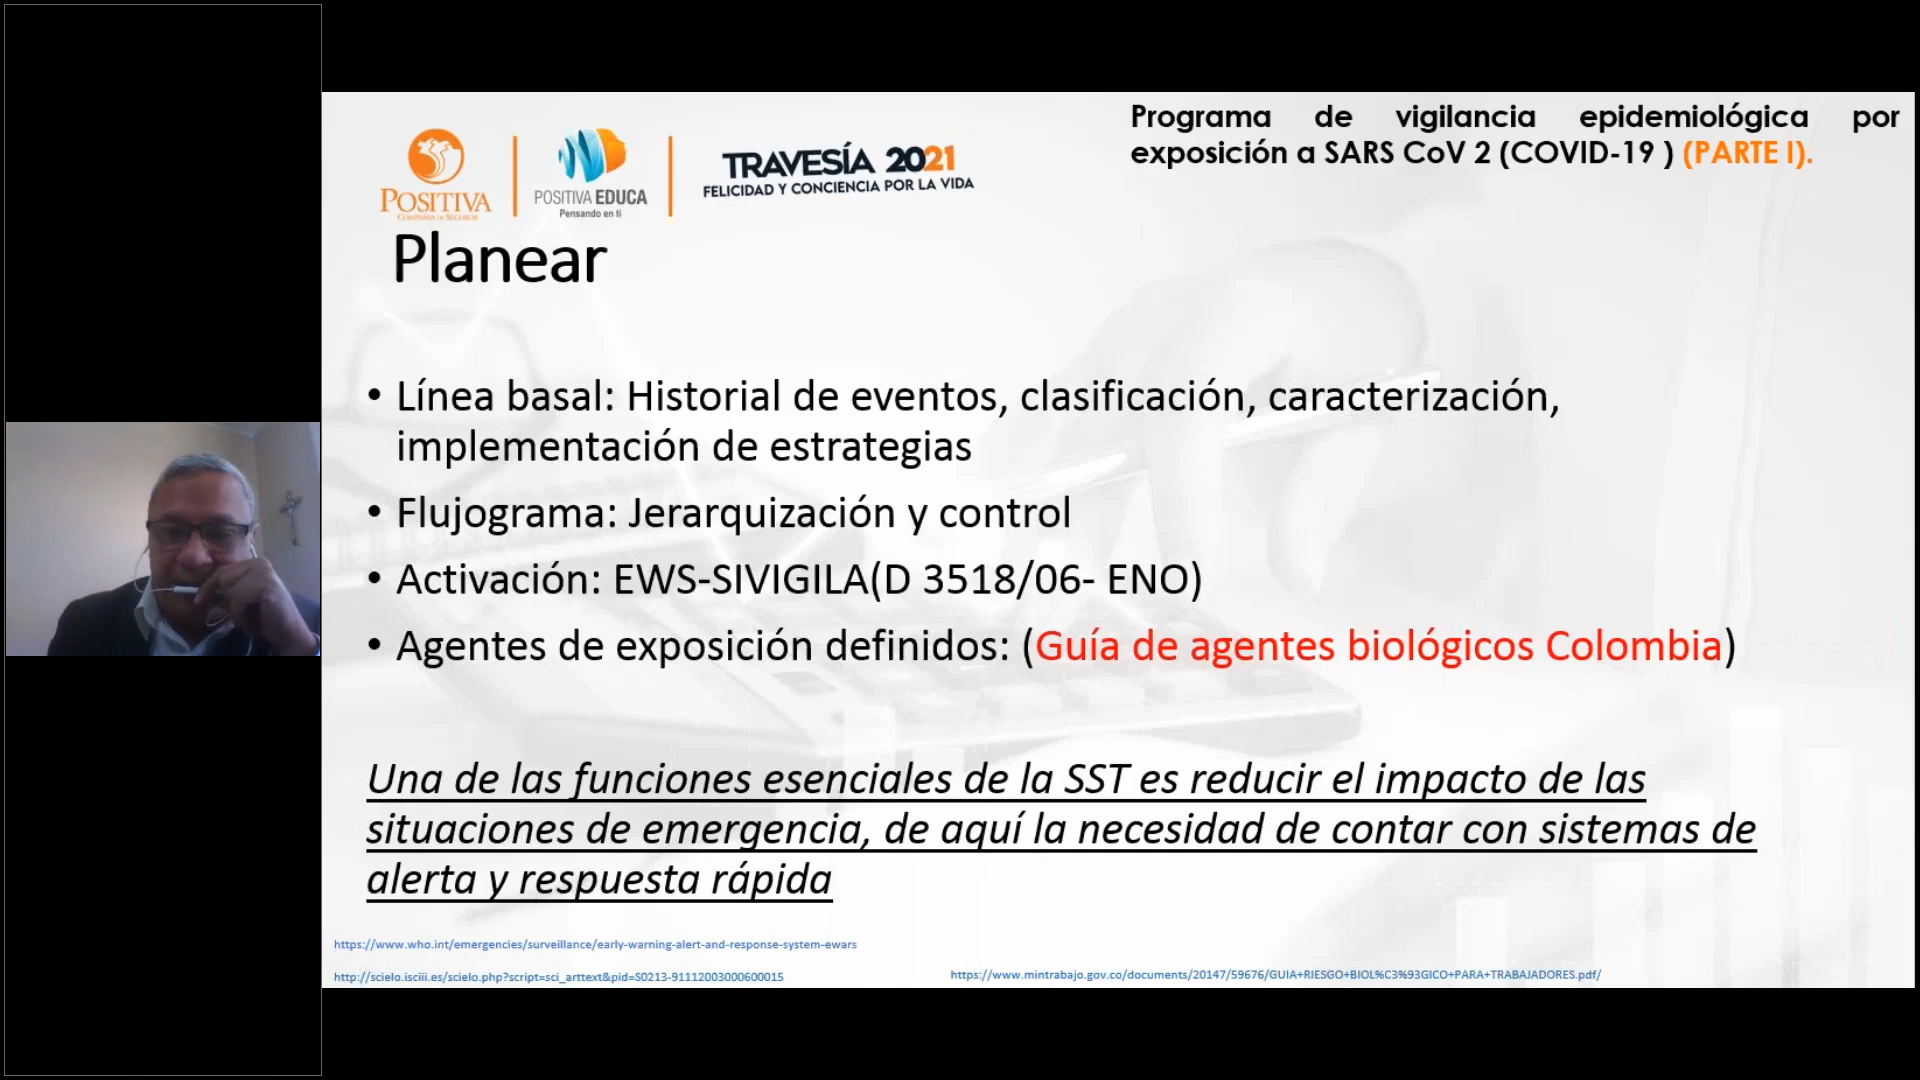 Programa de vigilancia epidemiológica por
exposición a SARS CoV 2 (COVID-19 ) (PARTE I).
POSITIVA
COMPAÑÍA DE SEGUROS
POSITIVA EDUCA
Pensando en ti
TRAVESÍA 2021
FELICIDAD Y CONCIENCIA POR LA VIDA
Planear
• Línea basal: Historial de eventos, clasificación, caracterización,
implementación de estrategias
• Flujograma: Jerarquización y control
• Activación: EWS-SIVIGILA(D 3518/06- ENO)
• Agentes de exposición definidos: (Guía de agentes biológicos Colombia)
Una de las funciones esenciales de la SST es reducir el impacto de las
situaciones de emergencia, de aquí la necesidad de contar con sistemas de
alerta y respuesta rápida
https://www.who.int/emergencies/surveillance/early-warning-alert-and-response-system-ewars
http://scielo.isciii.es/scielo.php?script=sci_arttext&pid=S0213-91112003000600015
https://www.mintrabajo.gov.co/documents/20147/59676/GUIA+RIESGO+BIOL%C3%93GICO+PARA+TRABAJADORES.pdf/